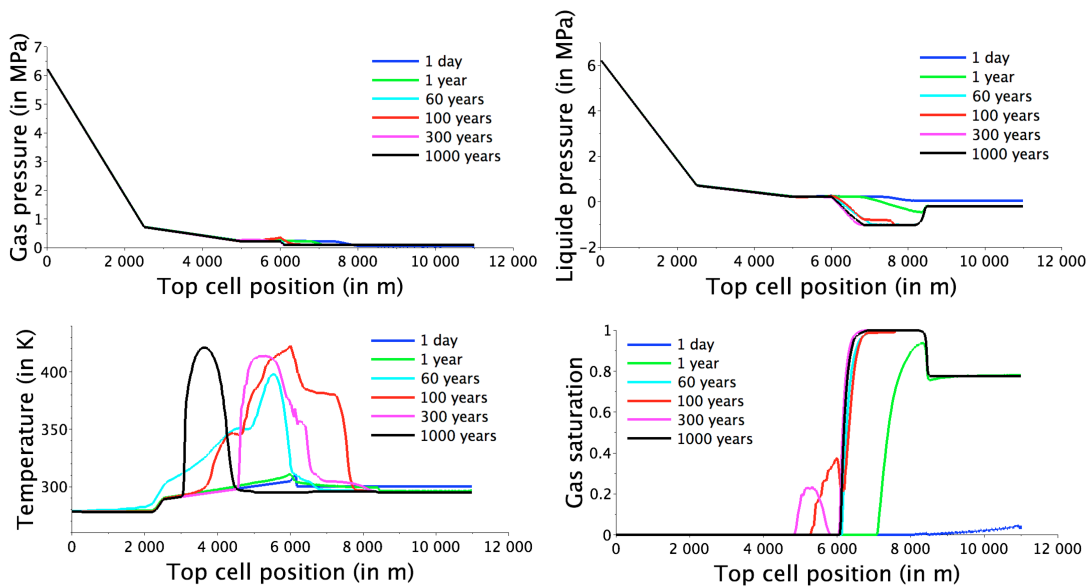 Gas pressure (in MPa)
7
6
5
4
3
2
1
0
0
2 000
4 000
6 000
8 000
10 000
12 000
Top cell position (in m)
1 day
1 year
60 years
100 years
300 years
1000 years
Liquide pressure (in MPa)
6
4
2
0
−2
0
2 000
4 000
6 000
8 000
10 000
12 000
Top cell position (in m)
1 day
1 year
60 years
100 years
300 years
1000 years
Temperature (in K)
400
350
300
0
2 000
4 000
6 000
8 000
10 000
12 000
Top cell position (in m)
1 day
1 year
60 years
100 years
300 years
1000 years
Gas saturation
1
0.8
0.6
0.4
0.2
0
0
2 000
4 000
6 000
8 000
10 000
12 000
Top cell position (in m)
1 day
1 year
60 years
100 years
300 years
1000 years